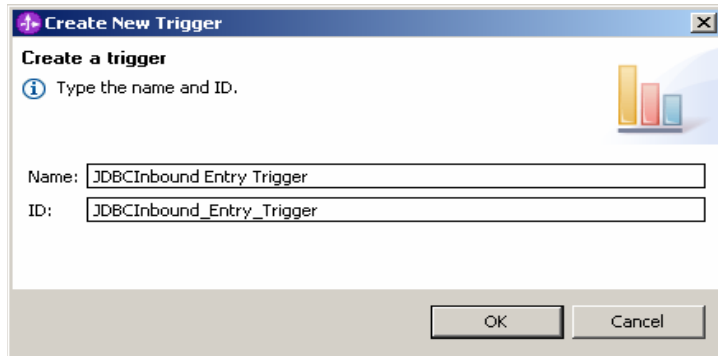 Create New Trigger
Create a trigger
Type the name and ID.
Name: JDBCInbound Entry Trigger
ID: JDBCInbound_Entry_Trigger
OK Cancel